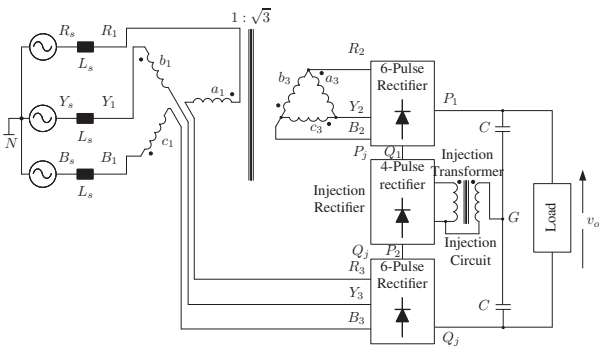 1 : √3
R_s
R_1
L_s
b_1
a_1
b_3
a_3
R_2
6-Pulse
Rectifier
P_1
Y_s
Y_1
L_s
c_3
Y_2
B_2
C
N
c_1
P_j
Q_1
Injection
Transformer
B_s
B_1
L_s
4-Pulse
rectifier
Injection
Rectifier
G
Load
v_o
Injection
Circuit
Q_j
P_2
R_3
6-Pulse
Rectifier
Y_3
C
B_3
Q_j